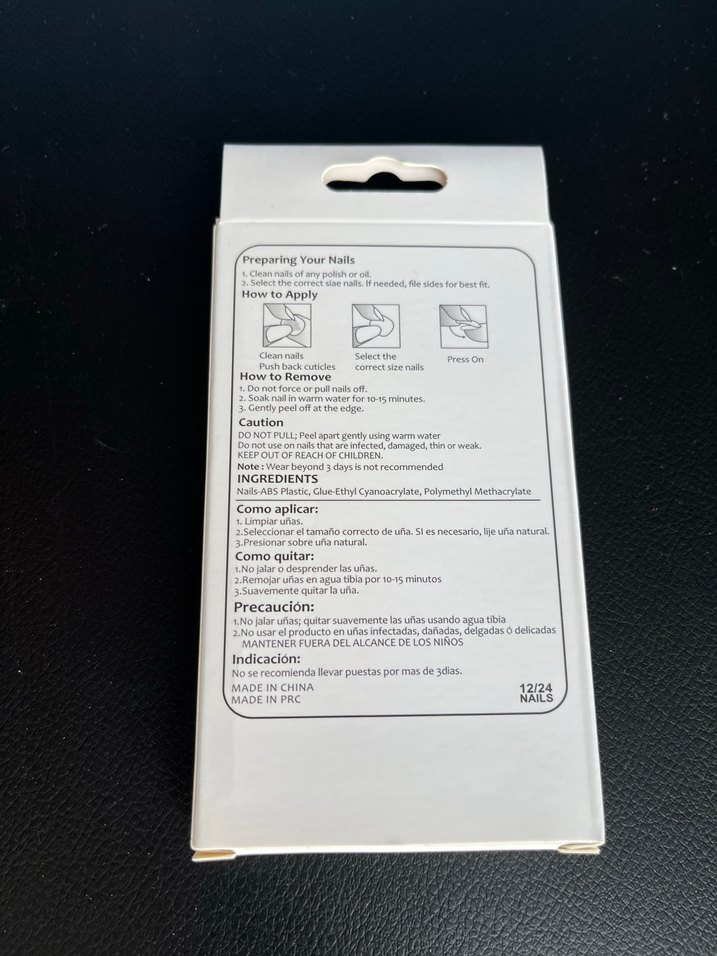 Preparing Your Nails
1. Clean nails of any polish or oil.
2. Select the correct siae nails. If needed, file sides for best fit.
How to Apply
Clean nails
Push back cuticles
Select the
correct size nails
Press On
How to Remove
1. Do not force or pull nails off.
2. Soak nail in warm water for 10-15 minutes.
3. Gently peel off at the edge.
Caution
DO NOT PULL; Peel apart gently using warm water
Do not use on nails that are infected, damaged, thin or weak.
KEEP OUT OF REACH OF CHILDREN.
Note : Wear beyond 3 days is not recommended
INGREDIENTS
Nails-ABS Plastic, Glue-Ethyl Cyanoacrylate, Polymethyl Methacrylate
Como aplicar:
1. Limpiar uñas.
2.Seleccionar el tamaño correcto de uña. SI es necesario, lije uña natural.
3.Presionar sobre uña natural.
Como quitar:
1.No jalar o desprender las uñas.
2.Remojar uñas en agua tibia por 10-15 minutos
3.Suavemente quitar la uña.
Precaución:
1.No jalar uñas; quitar suavemente las uñas usando agua tibia
2.No usar el producto en uñas infectadas, dañadas, delgadas ó delicadas
MANTENER FUERA DEL ALCANCE DE LOS NIÑOS
Indicación:
No se recomienda llevar puestas por mas de 3dias.
MADE IN CHINA
MADE IN PRC
12/24
NAILS